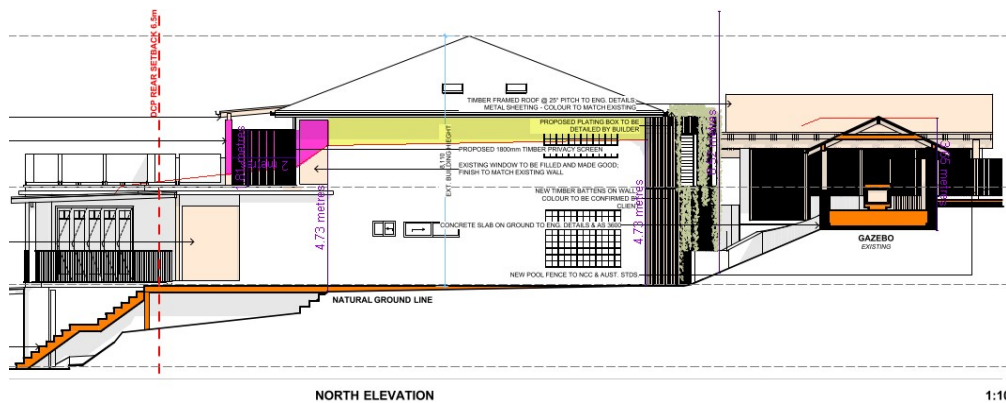 DCP REAR SETBACK 6.5m
TIMBER FRAMED ROOF @ 25° PITCH TO ENG. DETAILS.
METAL SHEETING - COLOUR TO MATCH EXISTING
PROPOSED PLATING BOX TO BE
DETAILED BY BUILDER
PROPOSED 1800mm TIMBER PRIVACY SCREEN
EXISTING WINDOW TO BE FILLED AND MADE GOOD;
FINISH TO MATCH EXISTING WALL
8,110
EXT. BUILDING HEIGHT
NEW TIMBER BATTENS ON WALL
COLOUR TO BE CONFIRMED BY
CLIENT
4.73 metres
4.73 metres
CONCRETE SLAB ON GROUND TO ENG. DETAILS & AS 3600
GAZEBO
EXISTING
NEW POOL FENCE TO NCC & AUST. STDS.
NATURAL GROUND LINE
NORTH ELEVATION